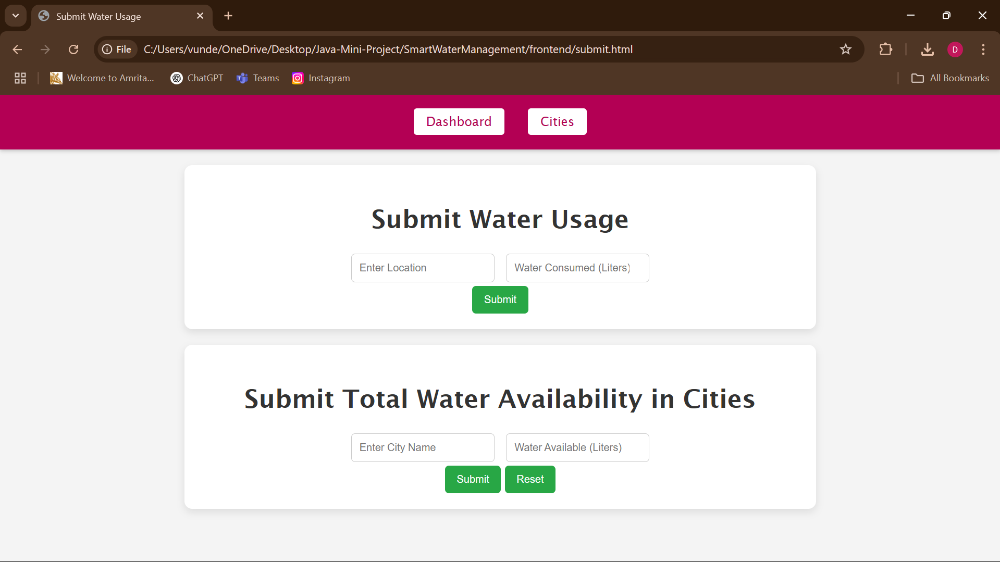 Submit Water Usage
File C:/Users/vunde/OneDrive/Desktop/Java-Mini-Project/SmartWaterManagement/frontend/submit.html D
Welcome to Amrita... ChatGPT Teams Instagram All Bookmarks
Dashboard Cities
Submit Water Usage
Enter Location Water Consumed (Liters)
Submit
Submit Total Water Availability in Cities
Enter City Name Water Available (Liters)
Submit Reset